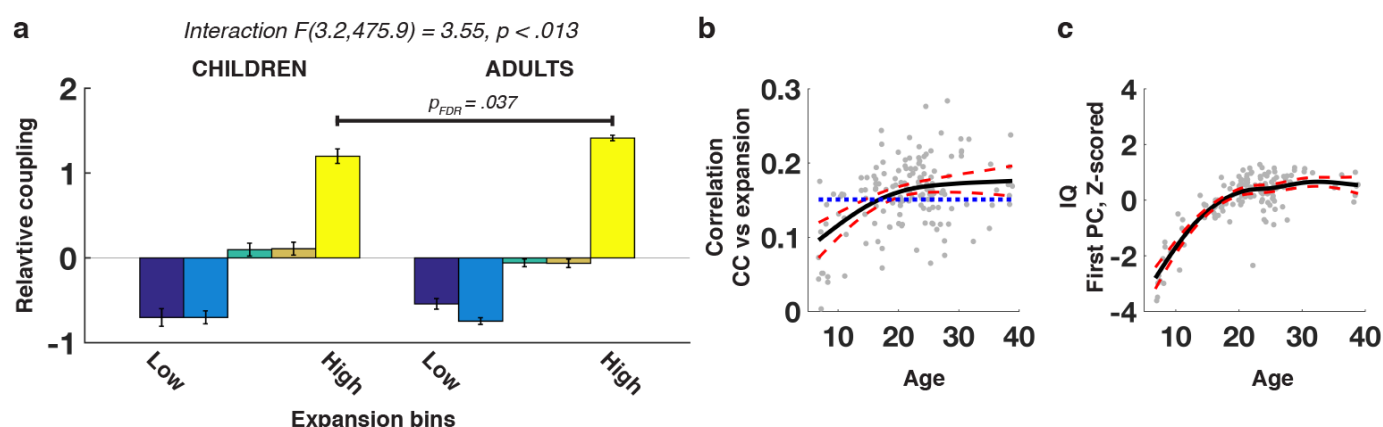 a
Interaction F(3.2,475.9) = 3.55, p < .013
CHILDREN
ADULTS
pFDR = .037
Relavtive coupling
2
1
0
-1
Low
High
Low
High
Expansion bins
b
Correlation
CC vs expansion
0.3
0.2
0.1
0
10 20 30 40
Age
c
IQ
First PC, Z-scored
4
2
0
-2
-4
10 20 30 40
Age